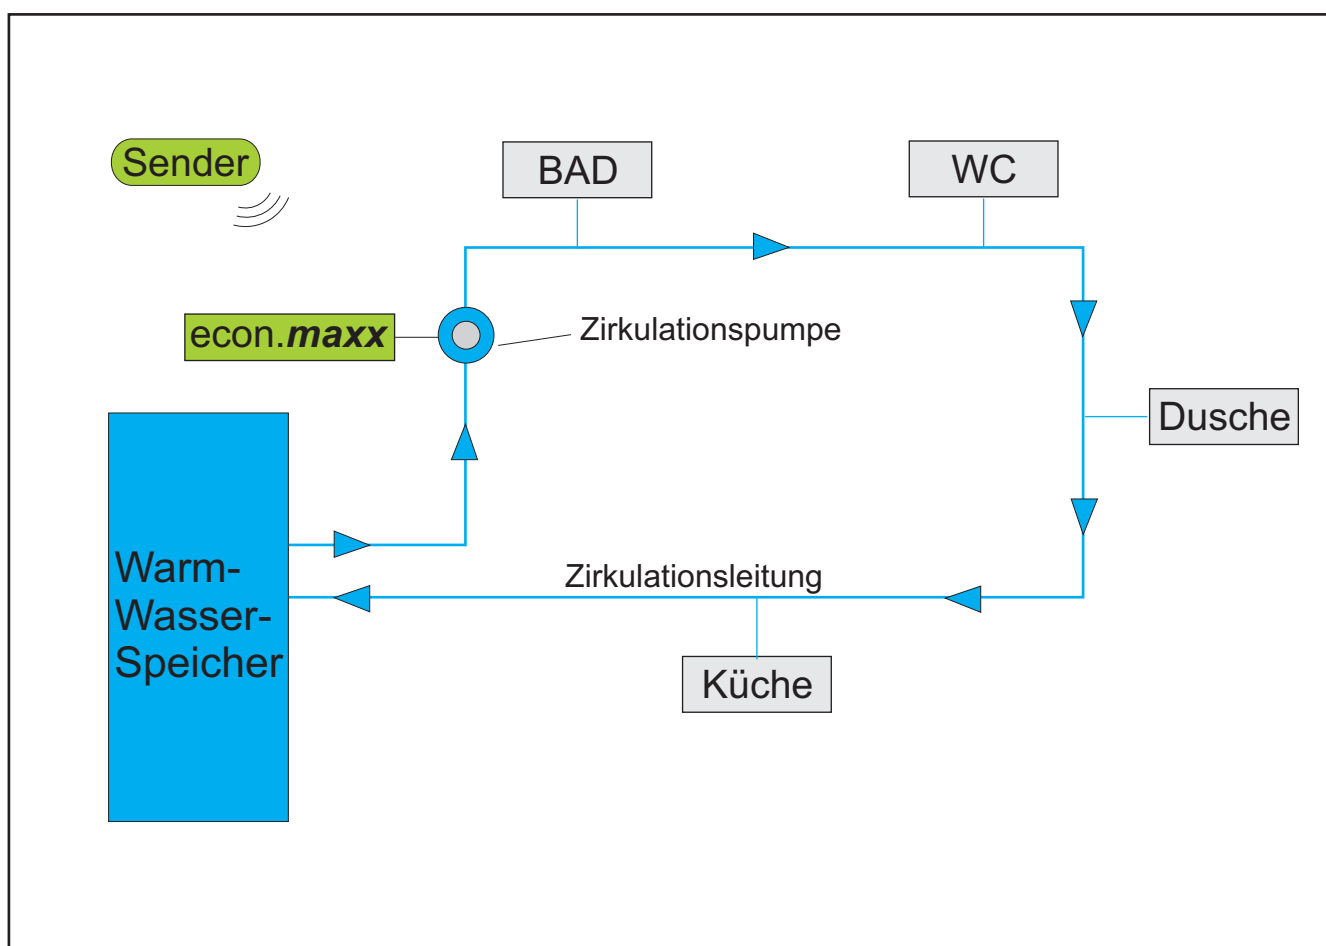 Sender
BAD
WC
econ.maxx
Zirkulationspumpe
Dusche
Warm-
Wasser-
Speicher
Zirkulationsleitung
Küche